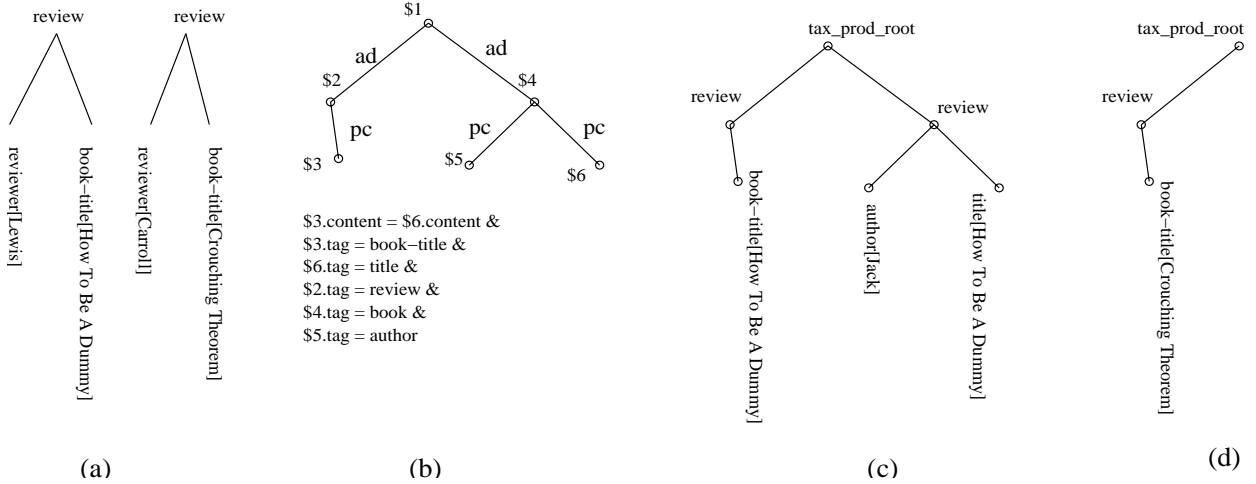 review
review
reviewer[Lewis]
book−title[How To Be A Dummy]
reviewer[Carroll]
book−title[Crouching Theorem]
(a)
$1
ad
ad
$2
$4
pc
pc
pc
$3
$5
$6
$3.content = $6.content &
$3.tag = book−title &
$6.tag = title &
$2.tag = review &
$4.tag = book &
$5.tag = author
(b)
tax_prod_root
review
review
book−title[How To Be A Dummy]
author[Jack]
title[How To Be A Dummy]
(c)
tax_prod_root
review
book−title[Crouching Theorem]
(d)